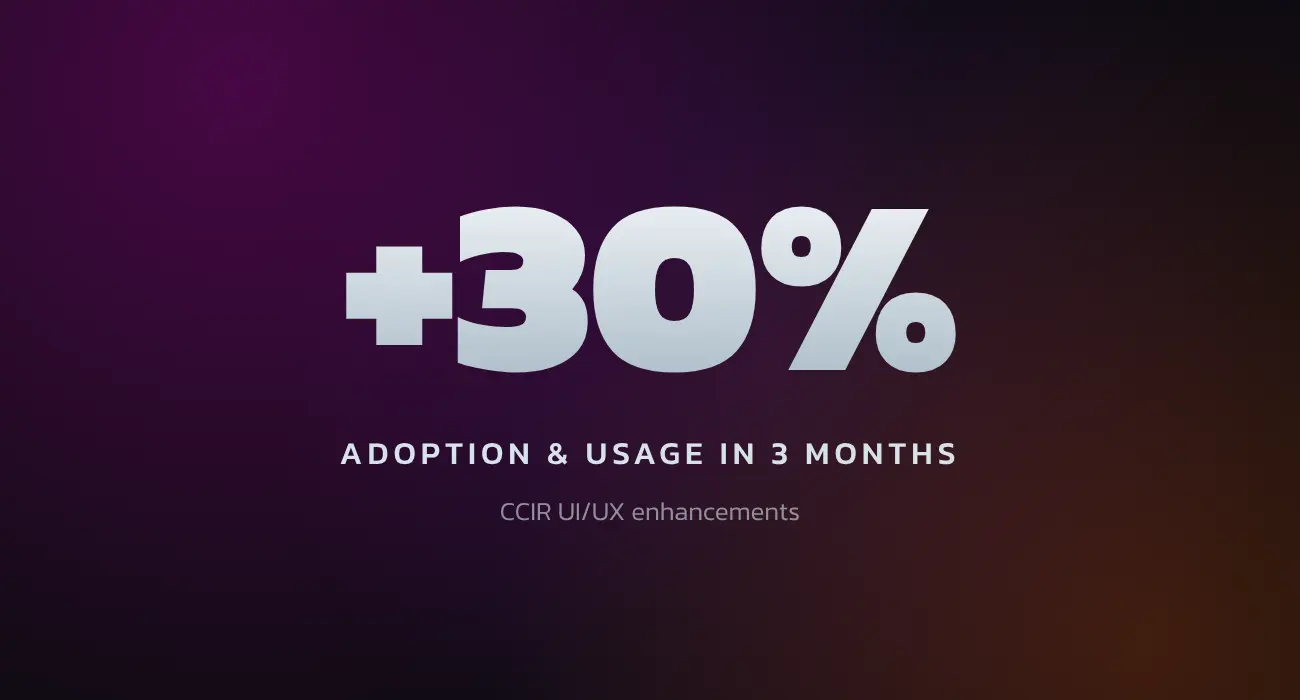 +30%
ADOPTION & USAGE IN 3 MONTHS
CCIR UI/UX enhancements